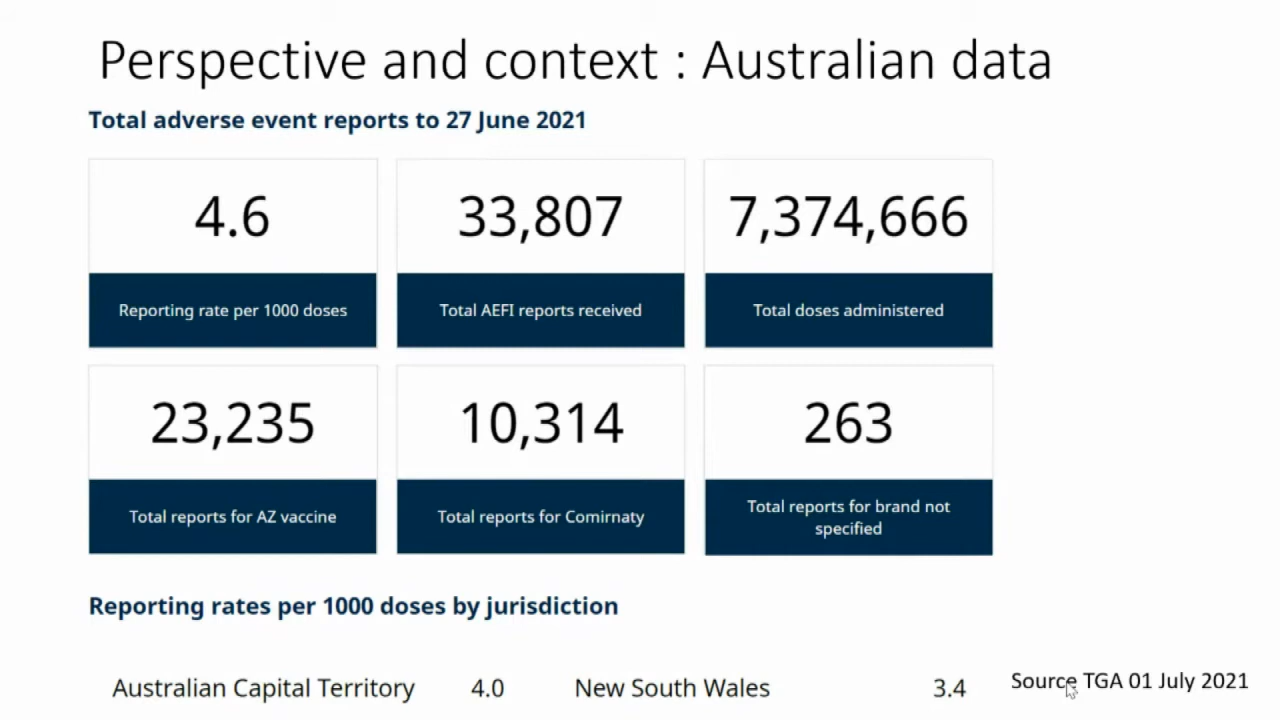 Perspective and context : Australian data
Total adverse event reports to 27 June 2021
4.6
Reporting rate per 1000 doses
33,807
Total AEFI reports received
7,374,666
Total doses administered
23,235
Total reports for AZ vaccine
10,314
Total reports for Comirnaty
263
Total reports for brand not
specified
Reporting rates per 1000 doses by jurisdiction
Australian Capital Territory 4.0 New South Wales 3.4
Source TGA 01 July 2021